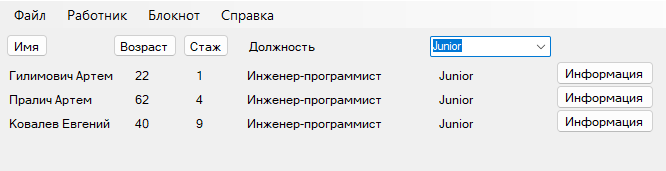 Файл Работник Блокнот Справка
Имя Возраст Стаж Должность Junior
Гилимович Артем 22 1 Инженер-программист Junior Информация
Пралич Артем 62 4 Инженер-программист Junior Информация
Ковалев Евгений 40 9 Инженер-программист Junior Информация